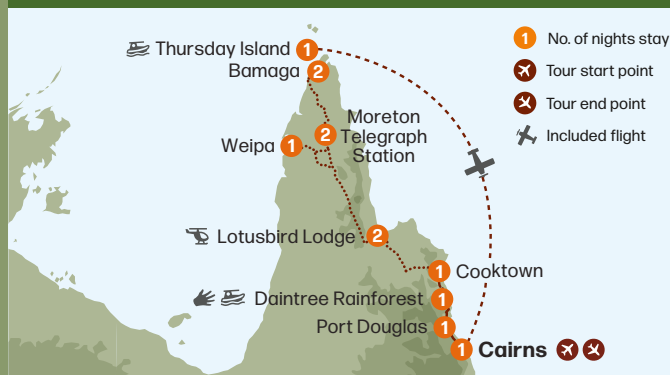 Thursday Island 1
Bamaga 2
Moreton
Telegraph
Station
2
Weipa 1
Lotusbird Lodge 2
1 Cooktown
Daintree Rainforest 1
Port Douglas 1
1 Cairns
1 No. of nights stay
Tour start point
Tour end point
Included flight